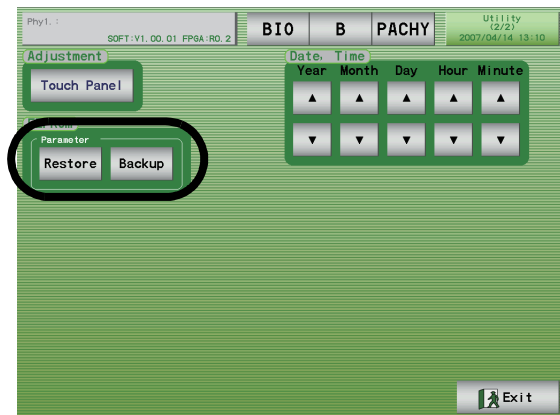 Phy1. :
SOFT:V1.00.01 FPGA:R0.2
BIO
B
PACHY
Utility
(2/2)
2007/04/14 13:10
Adjustment
Touch Panel
Date, Time
Year Month Day Hour Minute
▲ ▲ ▲ ▲ ▲
▼ ▼ ▼ ▼ ▼
Parameter
Restore
Backup
Exit